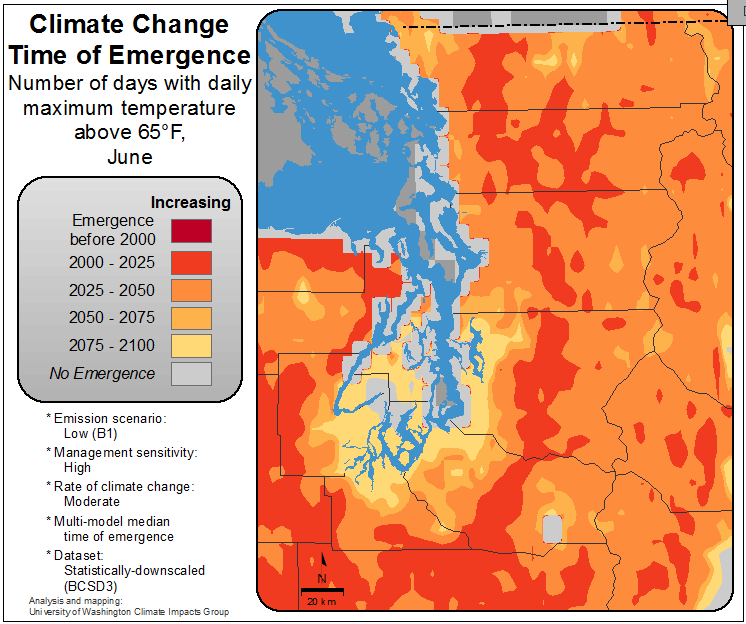 Climate Change
Time of Emergence
Number of days with daily
maximum temperature
above 65°F,
June
Increasing
Emergence
before 2000
2000 - 2025
2025 - 2050
2050 - 2075
2075 - 2100
No Emergence
* Emission scenario:
Low (B1)
* Management sensitivity:
High
* Rate of climate change:
Moderate
* Multi-model median
time of emergence
* Dataset:
Statistically-downscaled
(BCSD3)
Analysis and mapping:
University of Washington Climate Impacts Group
N
20 km